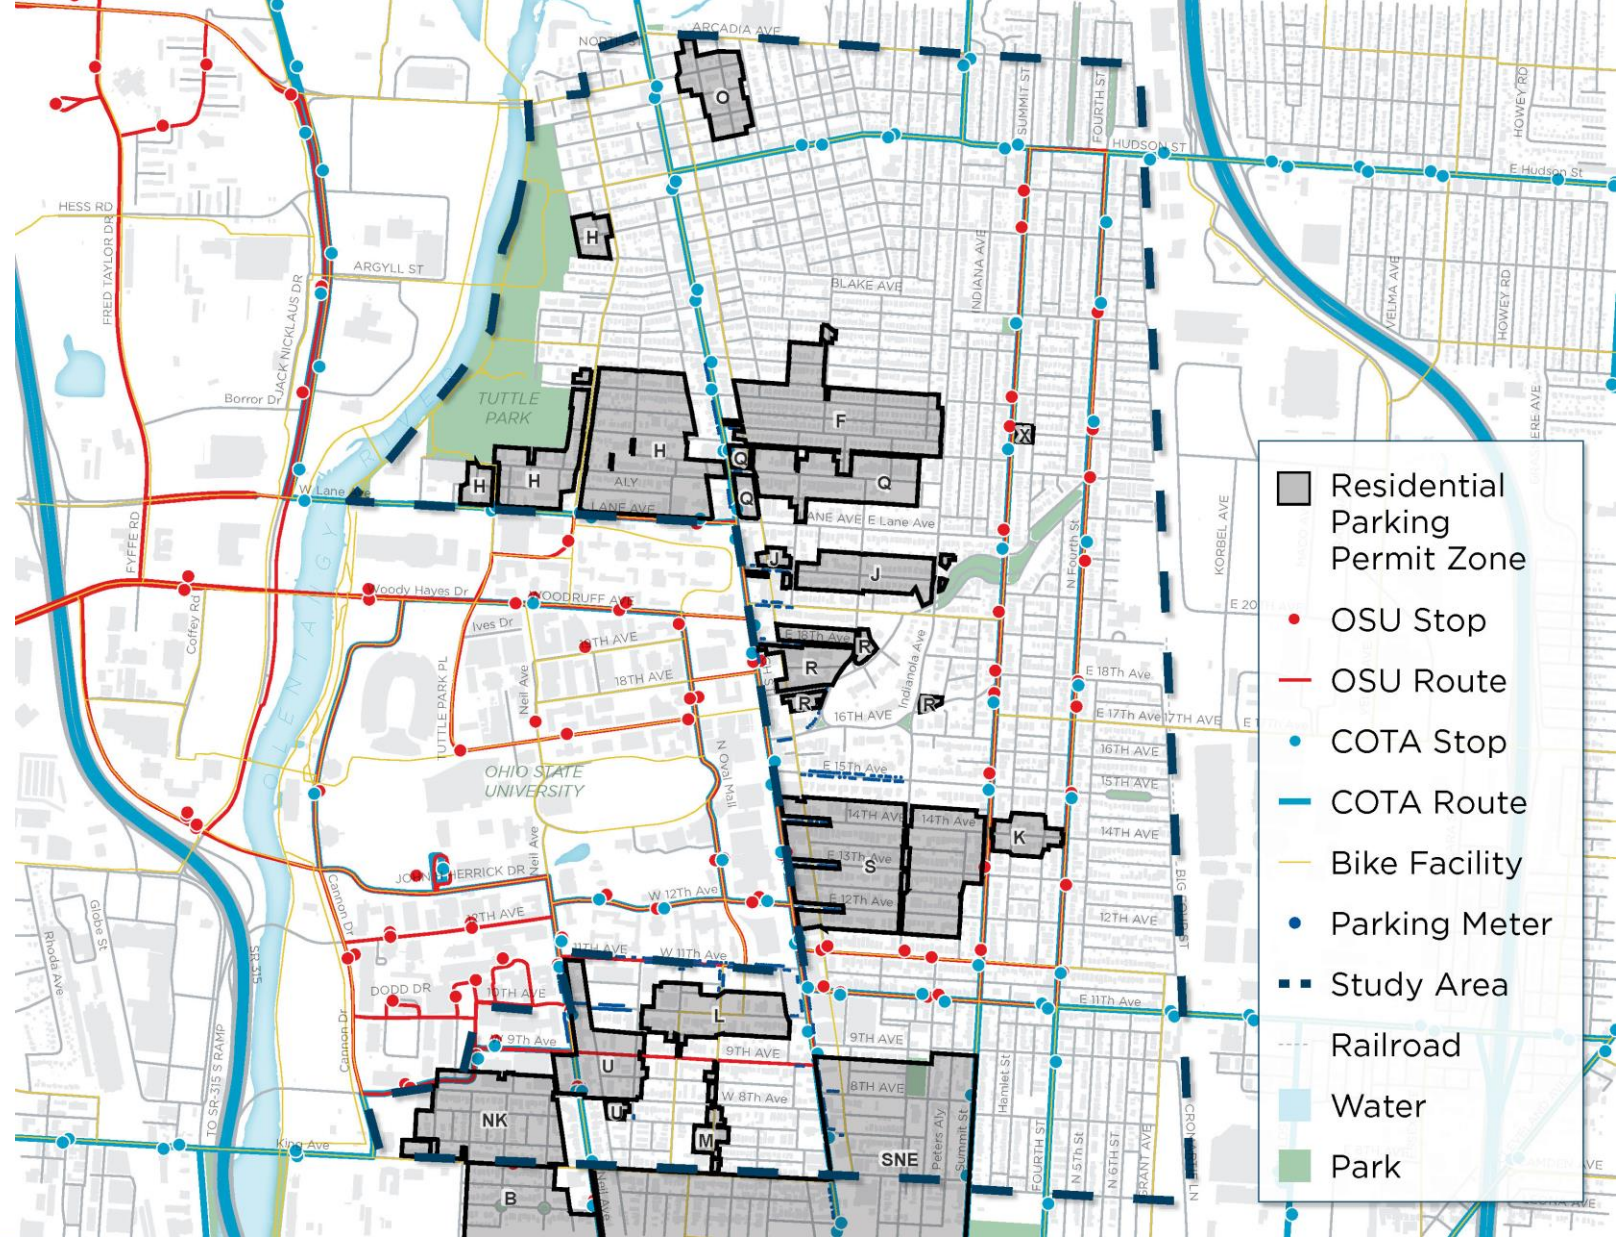 ARCADIA AVE
O
SUMMIT ST
FOURTH ST
HOWEY RD
HUDSON ST
E Hudson St
HESS RD
FRED TAYLOR DR
H
ARGYLL ST
JACK NICKLAUS DR
BLAKE AVE
INDIANA AVE
VELMA AVE
HOWEY RD
Borror Dr
TUTTLE
PARK
F
X
H
H
H
Q
Q
Q
ALY
W Lane Ave
LANE AVE
LANE AVE
E Lane Ave
N Fourth St
KORBEL AVE
FYFFE RD
J
J
Woody Hayes Dr
WOODRUFF AVE
Coffey Rd
Ives Dr
19TH AVE
18TH AVE
TUTTLE PARK PL
Neil Ave
OLENTANGY
E 18Th Ave
R
R
R
R
Indianola Ave
16TH AVE
E 18Th Ave
E 17Th Ave
17TH AVE
16TH AVE
15TH AVE
14TH AVE
12TH AVE
E 15Th Ave
OHIO STATE
UNIVERSITY
N Oval Mall
14TH AVE
14Th Ave
E 13Th Ave
E 12Th Ave
S
K
Neil Ave
JOHN HERRICK DR
W 12Th Ave
12TH AVE
Cannon Dr
11TH AVE
W 11Th Ave
Globe St
Rhoda Ave
SR 315
DODD DR
10TH AVE
L
E 11Th Ave
W 9Th Ave
9TH AVE
9TH AVE
U
U
W 8Th Ave
8TH AVE
Cannon Dr
TO SR-315 S RAMP
NK
M
SNE
Peters Aly
Summit St
Hamlet St
FOURTH ST
N 5Th St
N 6TH ST
GRANT AVE
King Ave
B
Neil Ave
Residential
Parking
Permit Zone
OSU Stop
OSU Route
COTA Stop
COTA Route
Bike Facility
Parking Meter
Study Area
Railroad
Water
Park